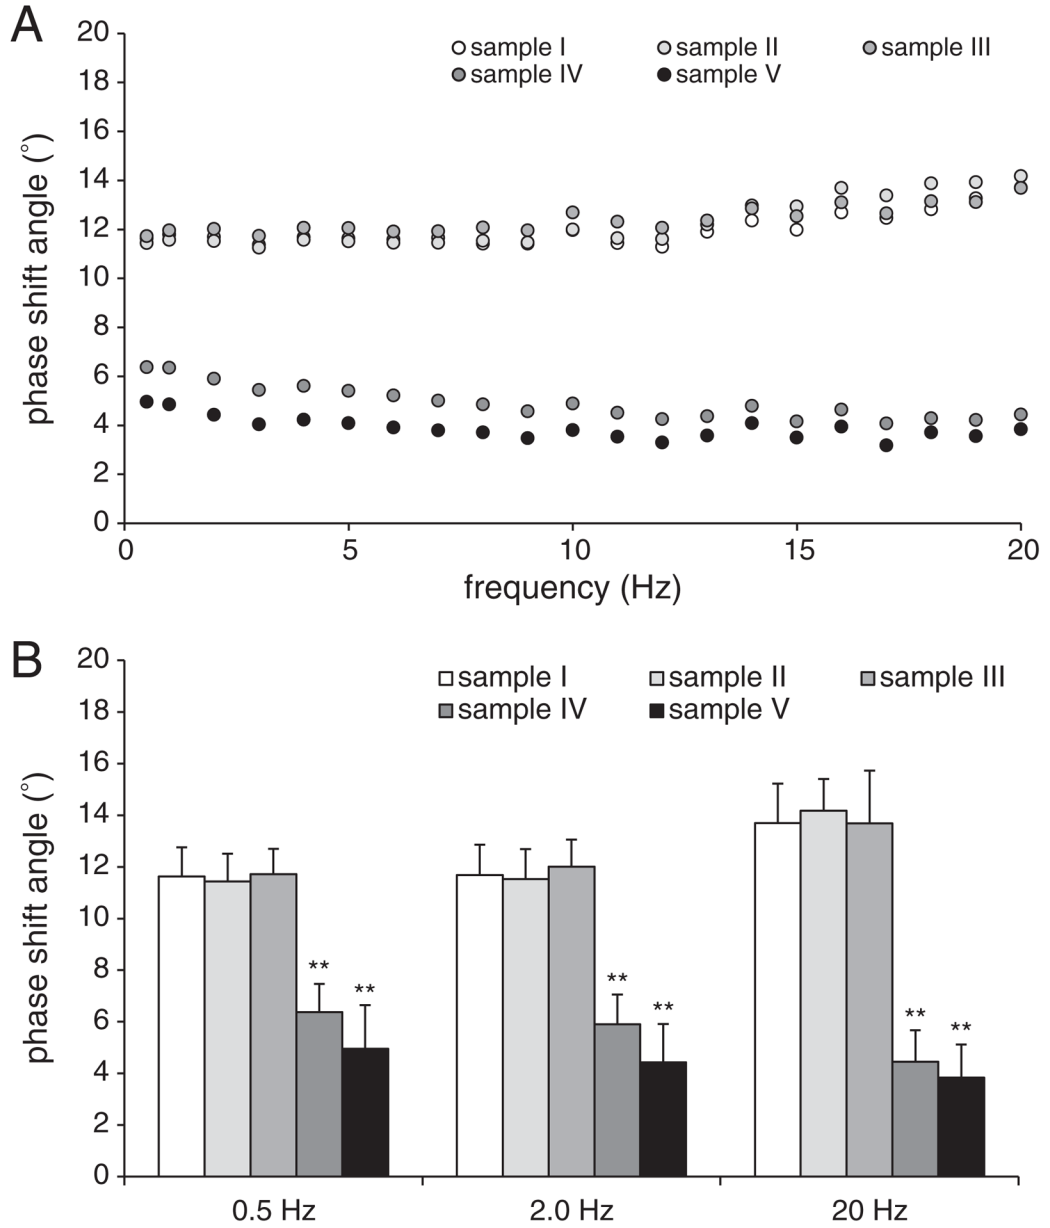 A
20
18
16
14
12
10
8
6
4
2
0
phase shift angle (°)
sample I sample II sample III
sample IV sample V
0 5 10 15 20
frequency (Hz)
B
20
18
16
14
12
10
8
6
4
2
0
phase shift angle (°)
sample I sample II sample III
sample IV sample V
** ** ** ** ** **
0.5 Hz 2.0 Hz 20 Hz